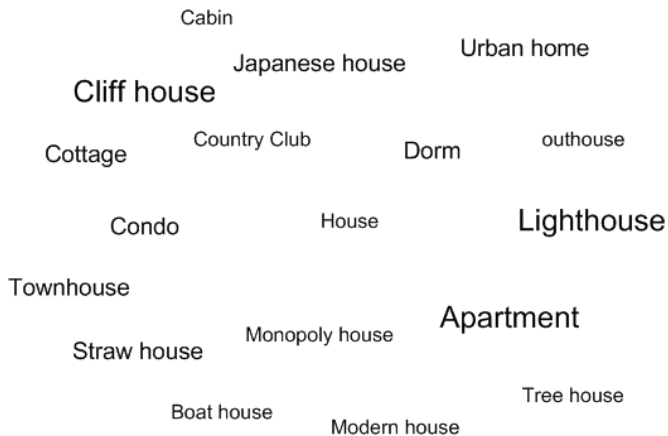 Cabin
Urban home
Japanese house
Cliff house
Country Club
outhouse
Dorm
Cottage
House
Lighthouse
Condo
Townhouse
Apartment
Monopoly house
Straw house
Tree house
Boat house
Modern house